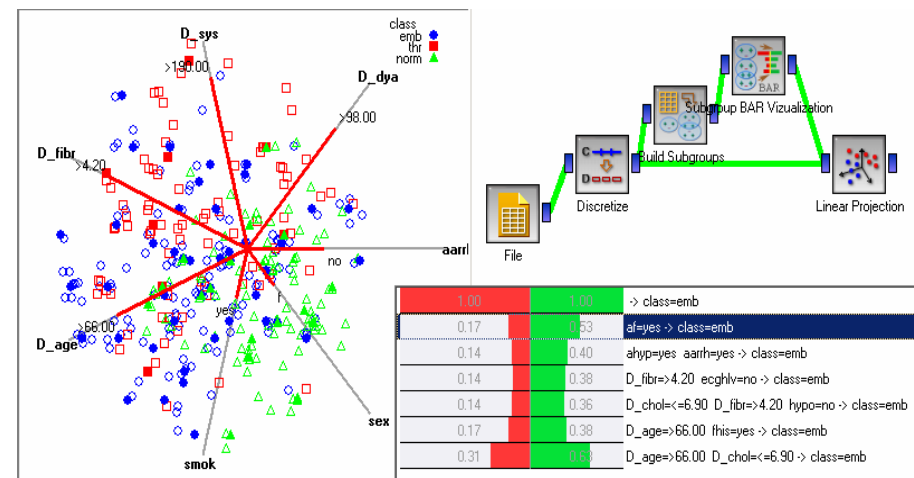 class
emb
thr
norm
D_sys
>190.00
D_dya
>98.00
D_fibr
>4.20
no
yes
>66.00
D_age
smok
sex
Subgroup BAR Vizualization
BAR
Build Subgroups
C
D
Discretize
Linear Projection
File
1.00 1.00 -> class=emb
0.17 0.53 af=yes -> class=emb
0.14 0.40 ahyp=yes aarrh=yes -> class=emb
0.14 0.38 D_fibr=>4.20 ecghlv=no -> class=emb
0.14 0.36 D_chol=<=6.90 D_fibr=>4.20 hypo=no -> class=emb
0.17 0.38 D_age=>66.00 fhis=yes -> class=emb
0.31 D_age=>66.00 D_chol=<=6.90 -> class=emb